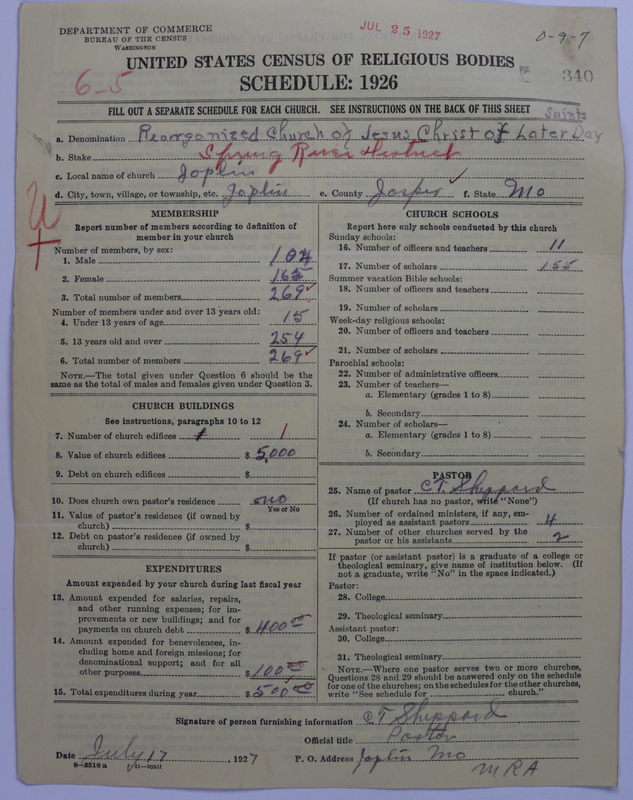 DEPARTMENT OF COMMERCE
BUREAU OF THE CENSUS
WASHINGTON
JUL 25 1927
0-9-7
UNITED STATES CENSUS OF RELIGIOUS BODIES
SCHEDULE: 1926
6-5
340
FILL OUT A SEPARATE SCHEDULE FOR EACH CHURCH. SEE INSTRUCTIONS ON THE BACK OF THIS SHEET
Saints
a. Denomination Reorganized Church of Jesus Christ of Later Day
b. Stake Spring River District
c. Local name of church Joplin
d. City, town, village, or township, etc. Joplin e. County Jasper f. State Mo
MEMBERSHIP
Report number of members according to definition of
member in your church
Number of members, by sex:
1. Male 104
2. Female 165
3. Total number of members 269
Number of members under and over 13 years old:
4. Under 13 years of age 15
5. 13 years old and over 254
6. Total number of members 269
NOTE.—The total given under Question 6 should be
the same as the total of males and females given under Question 3.
CHURCH BUILDINGS
See instructions, paragraphs 10 to 12
7. Number of church edifices 1 1
8. Value of church edifices $ 5,000
9. Debt on church edifices $
10. Does church own pastor's residence no
Yes or No
11. Value of pastor's residence (if owned by
church) $
12. Debt on pastor's residence (if owned by
church) $
EXPENDITURES
Amount expended by your church during last fiscal year
13. Amount expended for salaries, repairs,
and other running expenses; for im-
provements or new buildings; and for
payments on church debt $ 400 00
14. Amount expended for benevolences, in-
cluding home and foreign missions; for
denominational support; and for all
other purposes $ 100 00
15. Total expenditures during year $ 500 00
CHURCH SCHOOLS
Report here only schools conducted by this church
Sunday schools:
16. Number of officers and teachers 11
17. Number of scholars 155
Summer vacation Bible schools:
18. Number of officers and teachers
19. Number of scholars
Week-day religious schools:
20. Number of officers and teachers
21. Number of scholars
Parochial schools:
22. Number of administrative officers
23. Number of teachers—
a. Elementary (grades 1 to 8)
b. Secondary
24. Number of scholars—
a. Elementary (grades 1 to 8)
b. Secondary
PASTOR
25. Name of pastor C T. Sheppard
(If church has no pastor, write "None")
26. Number of ordained ministers, if any, em-
ployed as assistant pastors 4
27. Number of other churches served by the
pastor or his assistants 2
If pastor (or assistant pastor) is a graduate of a college or
theological seminary, give name of institution below. (If
not a graduate, write "No" in the space indicated.)
Pastor:
28. College
29. Theological seminary
Assistant pastor:
30. College
31. Theological seminary
NOTE.—Where one pastor serves two or more churches,
Questions 28 and 29 should be answered only on the schedule
for one of the churches; on the schedules for the other churches,
write "See schedule for church."
Signature of person furnishing information C T Sheppard
Official title Pastor
Date July 17, 1927 P. O. Address Joplin Mo
MRA